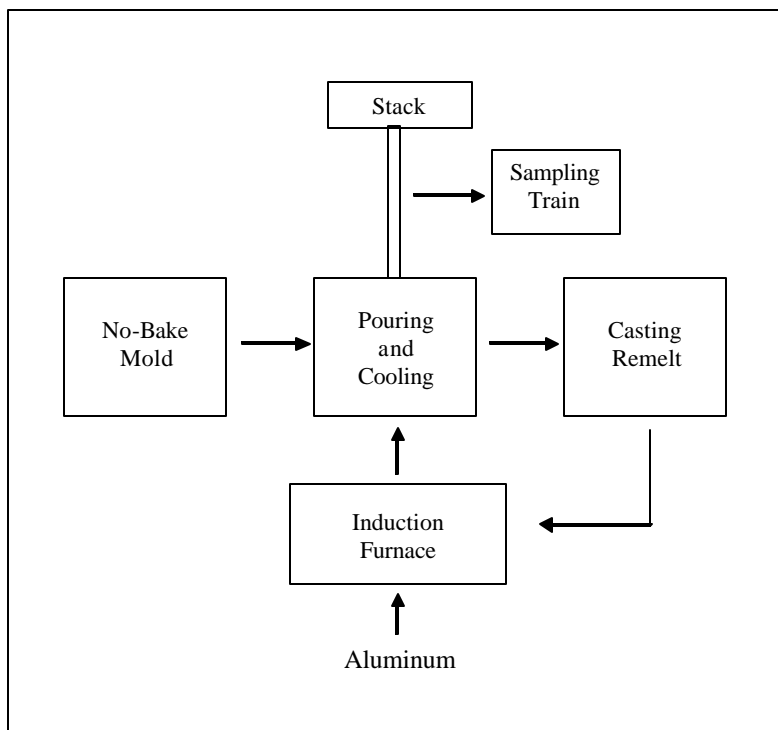 Stack
Sampling
Train
No-Bake
Mold
Pouring
and
Cooling
Casting
Remelt
Induction
Furnace
Aluminum